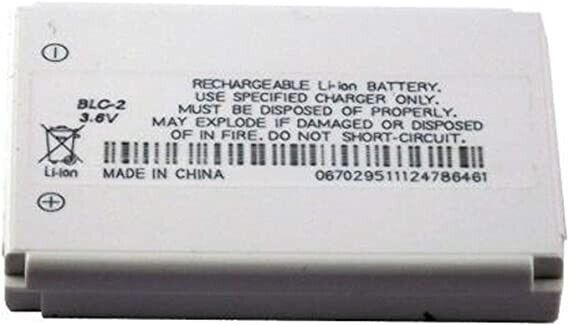 RECHARGEABLE Li-ion BATTERY.
USE SPECIFIED CHARGER ONLY.
MUST BE DISPOSED OF PROPERLY.
MAY EXPLODE IF DAMAGED OR DISPOSED
OF IN FIRE. DO NOT SHORT-CIRCUIT.
BLC-2
3.6V
Li-ion
MADE IN CHINA
0670295111247864461